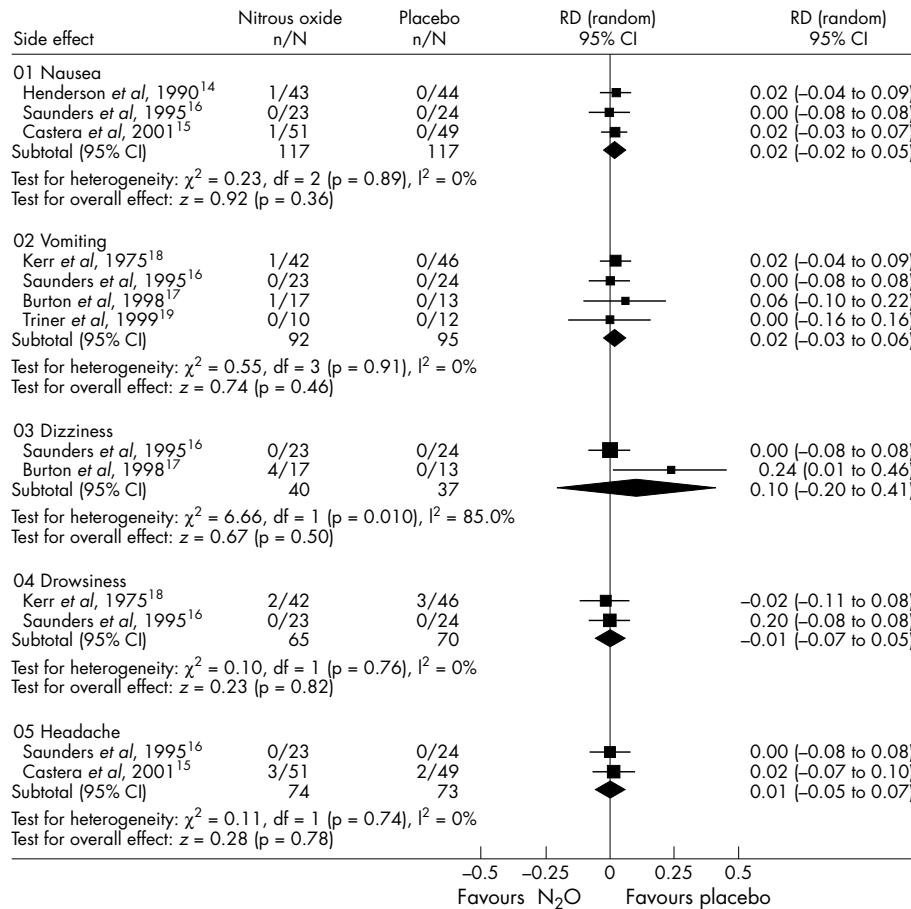 Nitrous oxide Placebo RD (random) RD (random)
Side effect n/N n/N 95% CI 95% CI
01 Nausea
Henderson et al, 1990¹⁴ 1/43 0/44 0.02 (–0.04 to 0.09)
Saunders et al, 1995¹⁶ 0/23 0/24 0.00 (–0.08 to 0.08)
Castera et al, 2001¹⁵ 1/51 0/49 0.02 (–0.03 to 0.07)
Subtotal (95% CI) 117 117 0.02 (–0.02 to 0.05)
Test for heterogeneity: χ² = 0.23, df = 2 (p = 0.89), I² = 0%
Test for overall effect: z = 0.92 (p = 0.36)
02 Vomiting
Kerr et al, 1975¹⁸ 1/42 0/46 0.02 (–0.04 to 0.09)
Saunders et al, 1995¹⁶ 0/23 0/24 0.00 (–0.08 to 0.08)
Burton et al, 1998¹⁷ 1/17 0/13 0.06 (–0.10 to 0.22)
Triner et al, 1999¹⁹ 0/10 0/12 0.00 (–0.16 to 0.16)
Subtotal (95% CI) 92 95 0.02 (–0.03 to 0.06)
Test for heterogeneity: χ² = 0.55, df = 3 (p = 0.91), I² = 0%
Test for overall effect: z = 0.74 (p = 0.46)
03 Dizziness
Saunders et al, 1995¹⁶ 0/23 0/24 0.00 (–0.08 to 0.08)
Burton et al, 1998¹⁷ 4/17 0/13 0.24 (0.01 to 0.46)
Subtotal (95% CI) 40 37 0.10 (–0.20 to 0.41)
Test for heterogeneity: χ² = 6.66, df = 1 (p = 0.010), I² = 85.0%
Test for overall effect: z = 0.67 (p = 0.50)
04 Drowsiness
Kerr et al, 1975¹⁸ 2/42 3/46 –0.02 (–0.11 to 0.08)
Saunders et al, 1995¹⁶ 0/23 0/24 0.20 (–0.08 to 0.08)
Subtotal (95% CI) 65 70 –0.01 (–0.07 to 0.05)
Test for heterogeneity: χ² = 0.10, df = 1 (p = 0.76), I² = 0%
Test for overall effect: z = 0.23 (p = 0.82)
05 Headache
Saunders et al, 1995¹⁶ 0/23 0/24 0.00 (–0.08 to 0.08)
Castera et al, 2001¹⁵ 3/51 2/49 0.02 (–0.07 to 0.10)
Subtotal (95% CI) 74 73 0.01 (–0.05 to 0.07)
Test for heterogeneity: χ² = 0.11, df = 1 (p = 0.74), I² = 0%
Test for overall effect: z = 0.28 (p = 0.78)
–0.5 –0.25 0 0.25 0.5
Favours N₂O Favours placebo